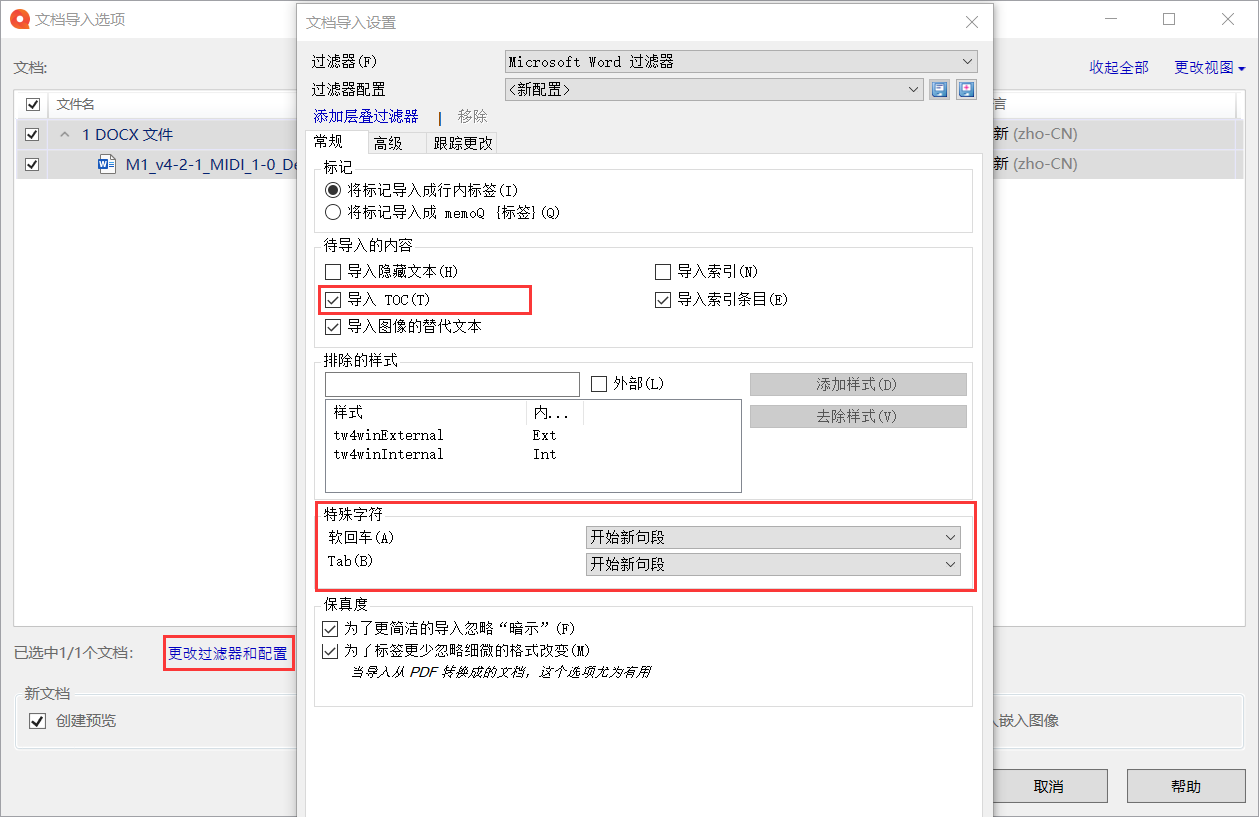 文档导入选项
文档导入设置
文档:
收起全部
更改视图
文件名
言
1 DOCX 文件
新 (zho-CN)
M1_v4-2-1_MIDI_1-0_De
新 (zho-CN)
过滤器(F)
Microsoft Word 过滤器
过滤器配置
<新配置>
添加层叠过滤器
|
移除
常规
高级
跟踪更改
标记
将标记导入成行内标签(I)
将标记导入成 memoQ {标签}(Q)
待导入的内容
导入隐藏文本(H)
导入索引(N)
导入 TOC(T)
导入索引条目(E)
导入图像的替代文本
排除的样式
外部(L)
添加样式(D)
去除样式(V)
样式
内...
tw4winExternal
Ext
tw4winInternal
Int
特殊字符
软回车(A)
开始新句段
Tab(B)
开始新句段
保真度
为了更简洁的导入忽略“暗示”(F)
为了标签更少忽略细微的格式改变(M)
当导入从 PDF 转换成的文档，这个选项尤为有用
已选中1/1个文档:
更改过滤器和配置
新文档
创建预览
嵌入图像
取消
帮助